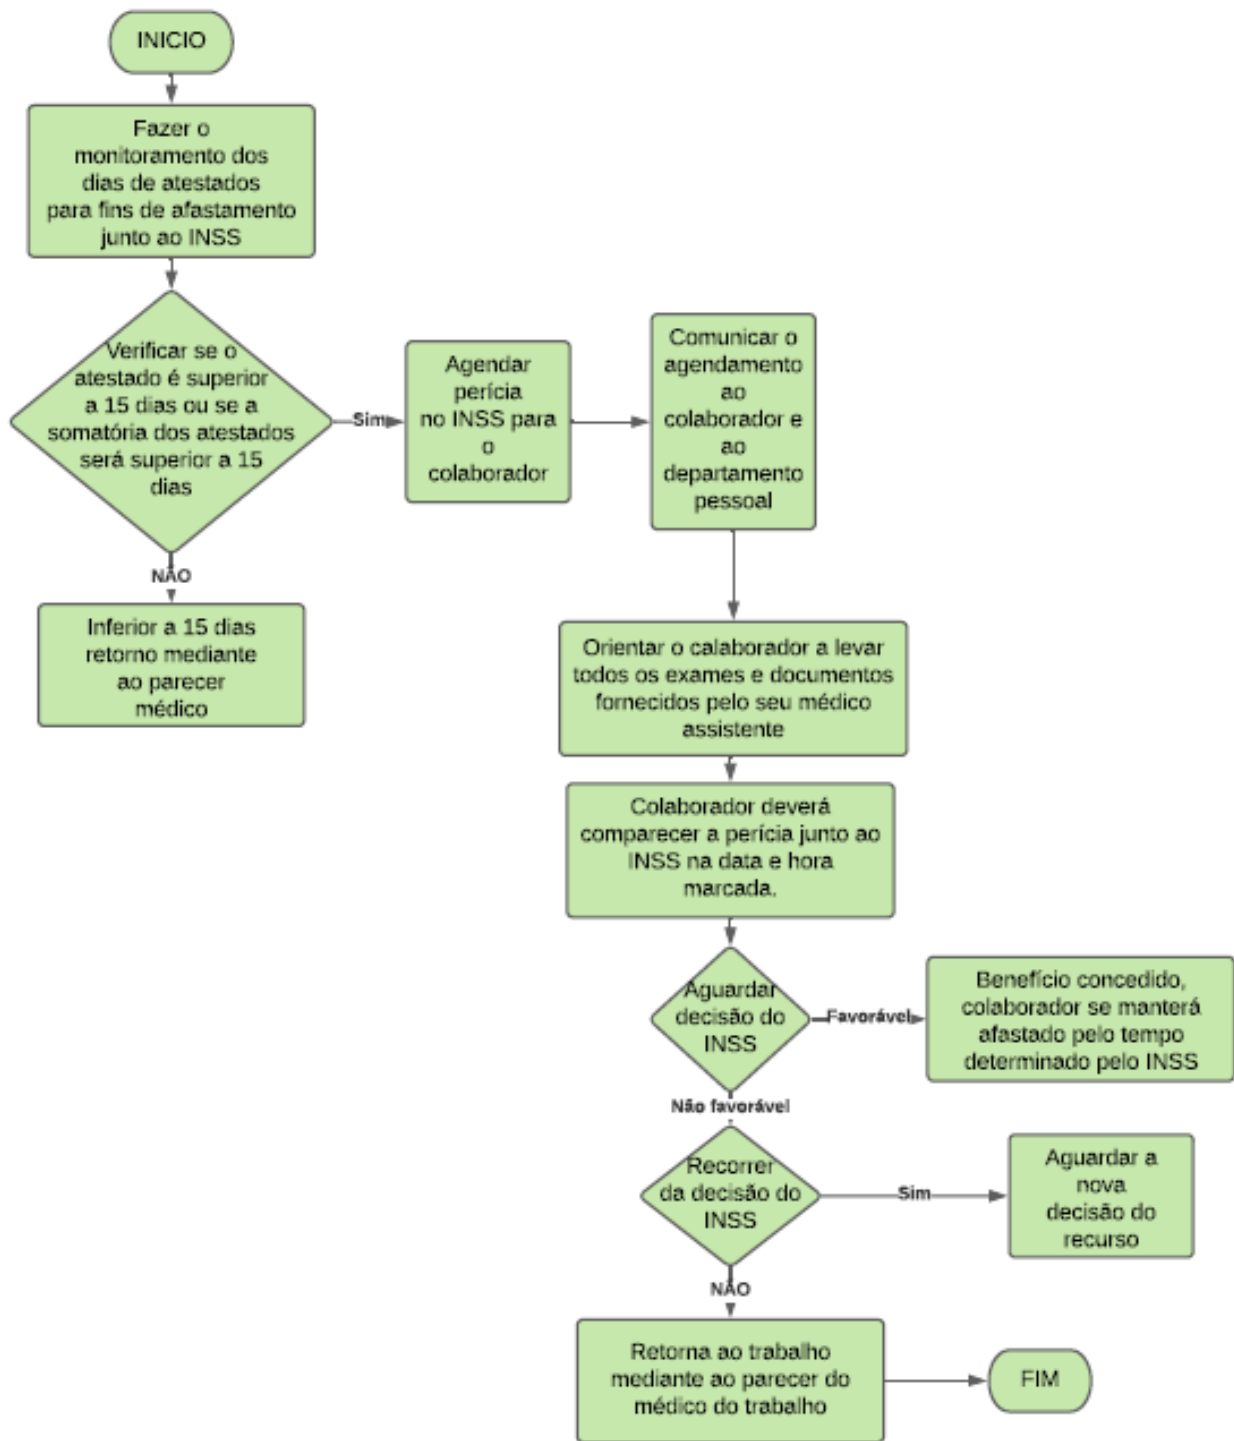 INICIO
Fazer o
monitoramento dos
dias de atestados
para fins de afastamento
junto ao INSS
Verificar se o
atestado é superior
a 15 dias ou se a
somatória dos atestados
será superior a 15
dias
Sim
Agendar
perícia
no INSS para
o
colaborador
Comunicar o
agendamento
ao
colaborador e
ao
departamento
pessoal
NÃO
Inferior a 15 dias
retorno mediante
ao parecer
médico
Orientar o calaborador a levar
todos os exames e documentos
fornecidos pelo seu médico
assistente
Colaborador deverá
comparecer a perícia junto ao
INSS na data e hora
marcada.
Aguardar
decisão do
INSS
Favorável
Benefício concedido,
colaborador se manterá
afastado pelo tempo
determinado pelo INSS
Não favorável
Recorrer
da decisão do
INSS
Sim
Aguardar a
nova
decisão do
recurso
NÃO
Retorna ao trabalho
mediante ao parecer do
médico do trabalho
FIM